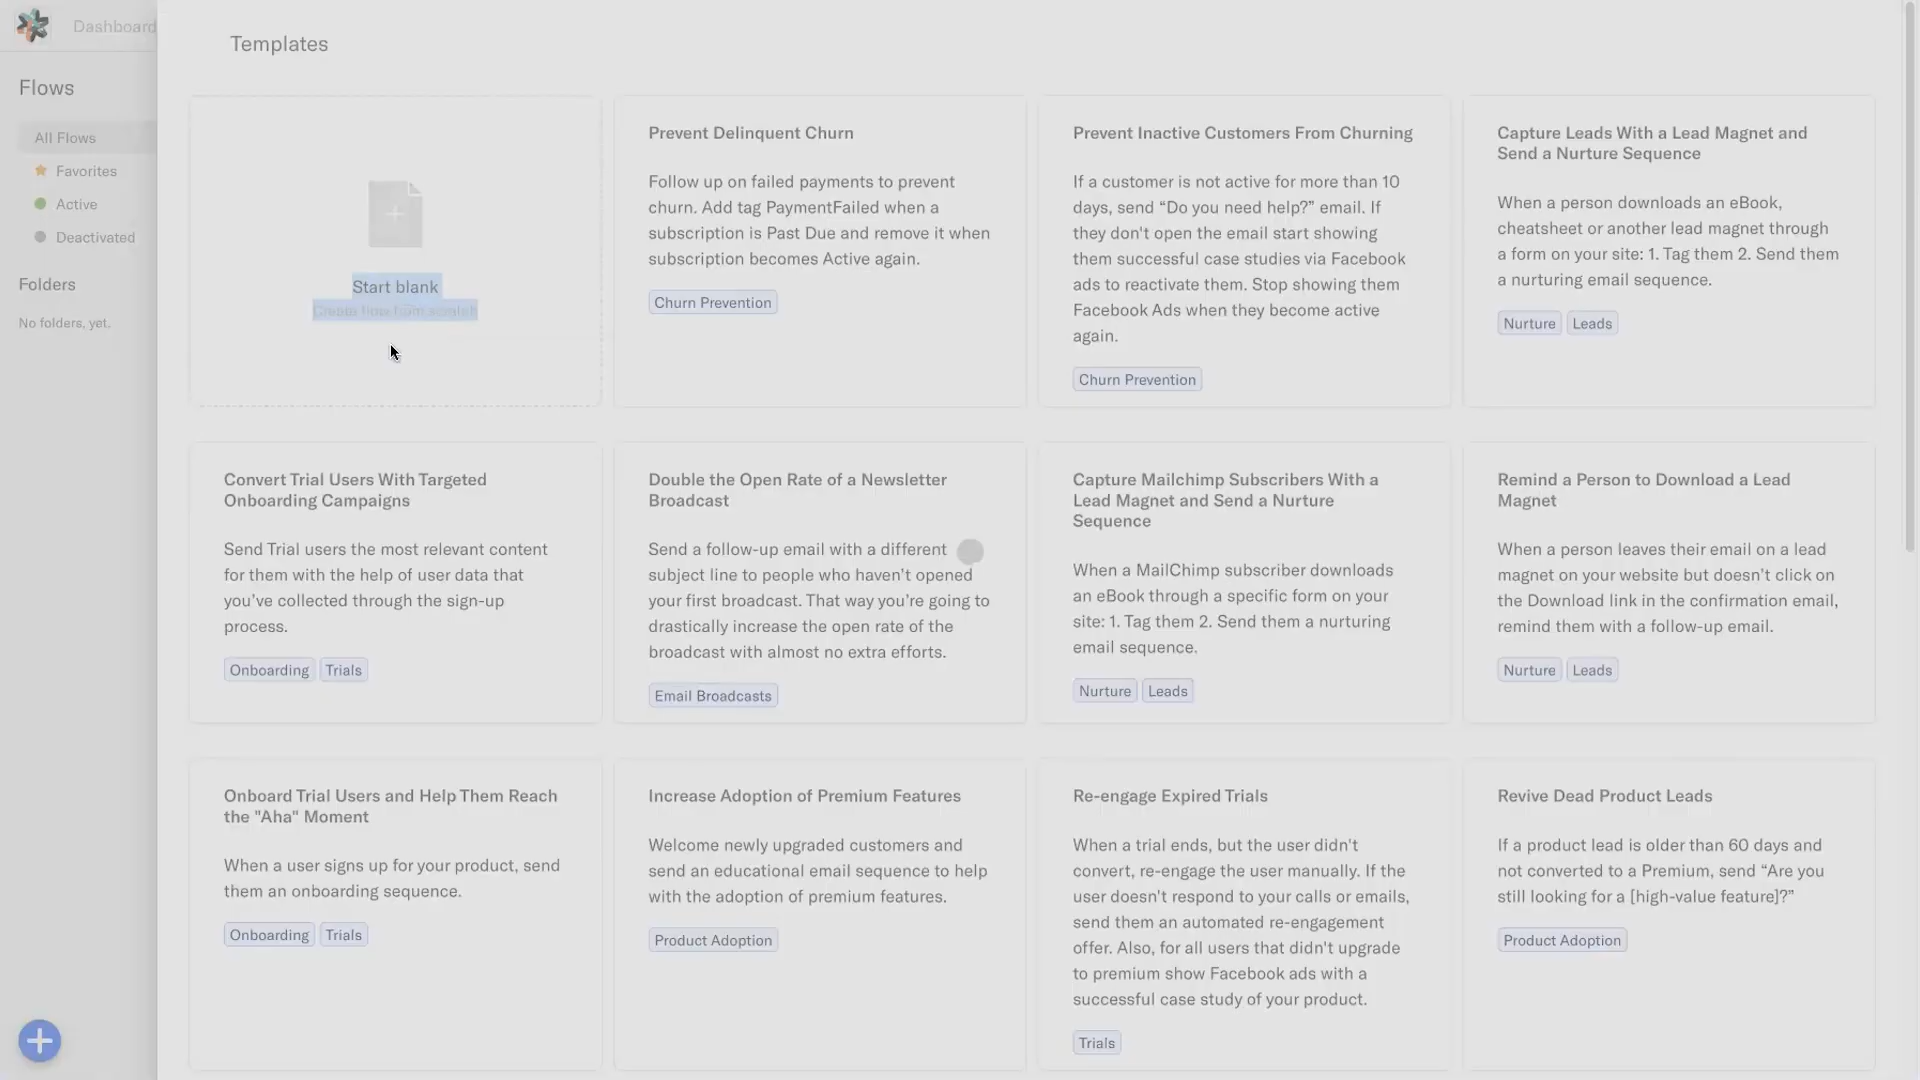 Dashboard
Flows
All Flows
Favorites
Active
Deactivated
Folders
No folders, yet.
Templates
Start blank
Create flow from scratch
Prevent Delinquent Churn
Follow up on failed payments to prevent
churn. Add tag PaymentFailed when a
subscription is Past Due and remove it when
subscription becomes Active again.
Churn Prevention
Prevent Inactive Customers From Churning
If a customer is not active for more than 10
days, send “Do you need help?” email. If
they don't open the email start showing
them successful case studies via Facebook
ads to reactivate them. Stop showing them
Facebook Ads when they become active
again.
Churn Prevention
Capture Leads With a Lead Magnet and
Send a Nurture Sequence
When a person downloads an eBook,
cheatsheet or another lead magnet through
a form on your site: 1. Tag them 2. Send them
a nurturing email sequence.
Nurture Leads
Convert Trial Users With Targeted
Onboarding Campaigns
Send Trial users the most relevant content
for them with the help of user data that
you’ve collected through the sign-up
process.
Onboarding Trials
Double the Open Rate of a Newsletter
Broadcast
Send a follow-up email with a different
subject line to people who haven’t opened
your first broadcast. That way you’re going to
drastically increase the open rate of the
broadcast with almost no extra efforts.
Email Broadcasts
Capture Mailchimp Subscribers With a
Lead Magnet and Send a Nurture
Sequence
When a MailChimp subscriber downloads
an eBook through a specific form on your
site: 1. Tag them 2. Send them a nurturing
email sequence.
Nurture Leads
Remind a Person to Download a Lead
Magnet
When a person leaves their email on a lead
magnet on your website but doesn’t click on
the Download link in the confirmation email,
remind them with a follow-up email.
Nurture Leads
Onboard Trial Users and Help Them Reach
the "Aha" Moment
When a user signs up for your product, send
them an onboarding sequence.
Onboarding Trials
Increase Adoption of Premium Features
Welcome newly upgraded customers and
send an educational email sequence to help
with the adoption of premium features.
Product Adoption
Re-engage Expired Trials
When a trial ends, but the user didn't
convert, re-engage the user manually. If the
user doesn't respond to your calls or emails,
send them an automated re-engagement
offer. Also, for all users that didn't upgrade
to premium show Facebook ads with a
successful case study of your product.
Trials
Revive Dead Product Leads
If a product lead is older than 60 days and
not converted to a Premium, send “Are you
still looking for a [high-value feature]?”
Product Adoption